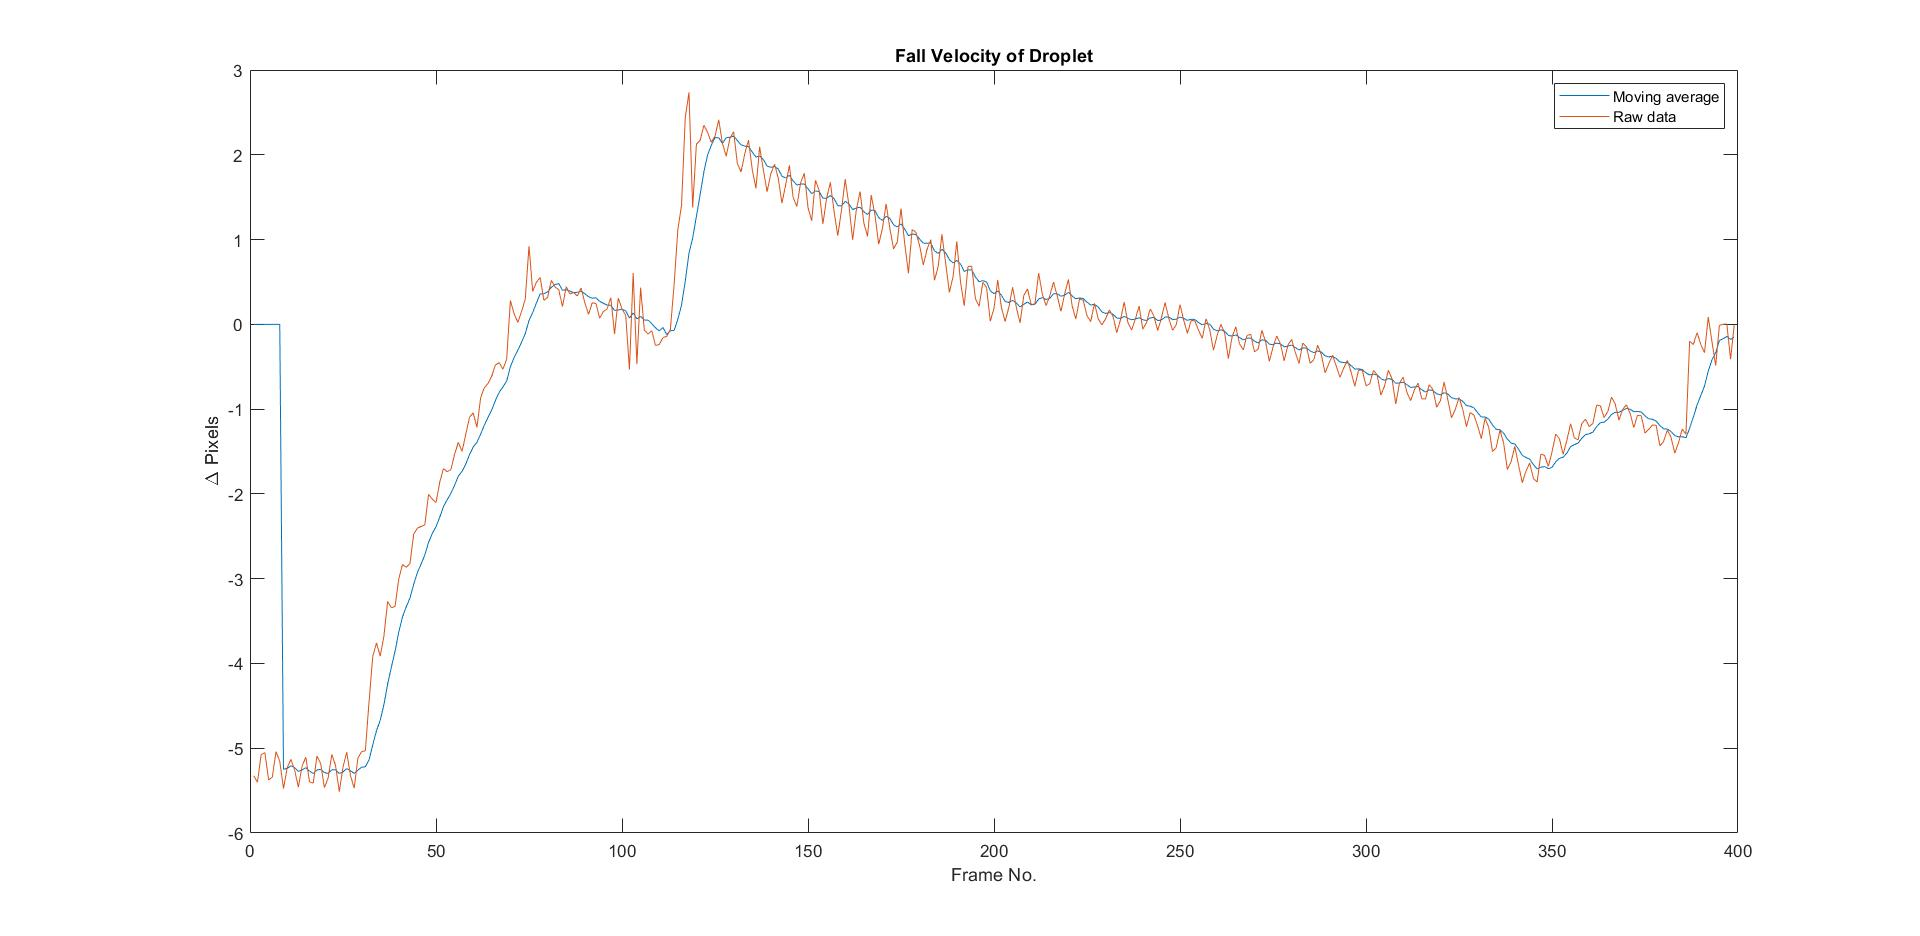 Fall Velocity of Droplet
Moving average
Raw data
3
2
1
0
-1
-2
-3
-4
-5
-6
Δ Pixels
0 50 100 150 200 250 300 350 400
Frame No.